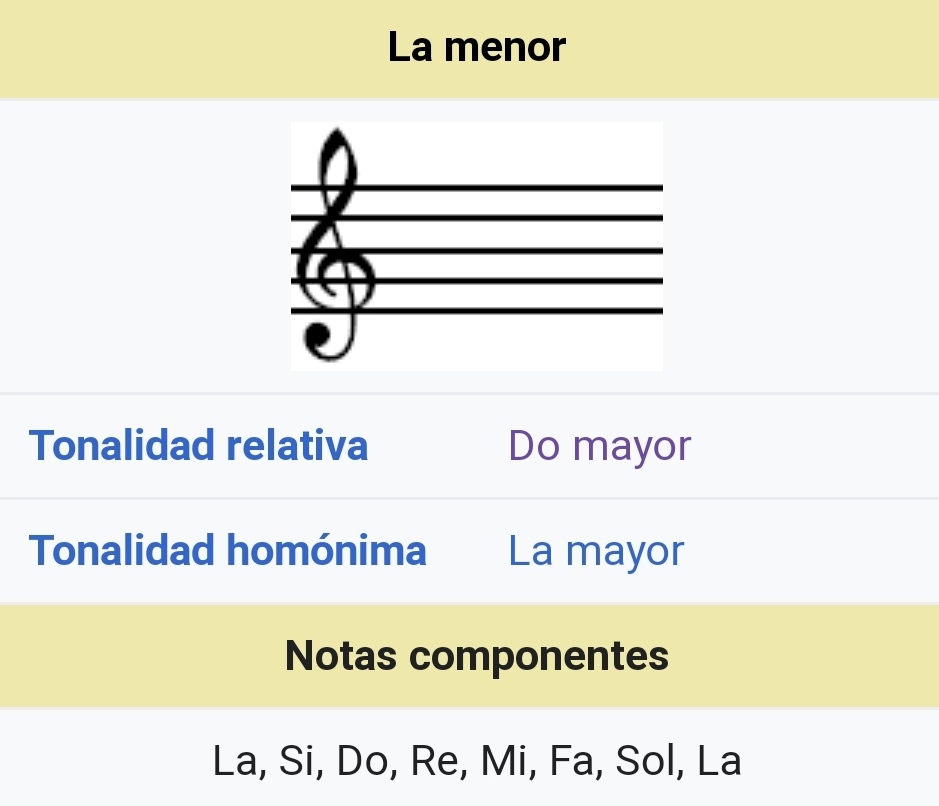 La menor
Tonalidad relativa Do mayor
Tonalidad homónima La mayor
Notas componentes
La, Si, Do, Re, Mi, Fa, Sol, La